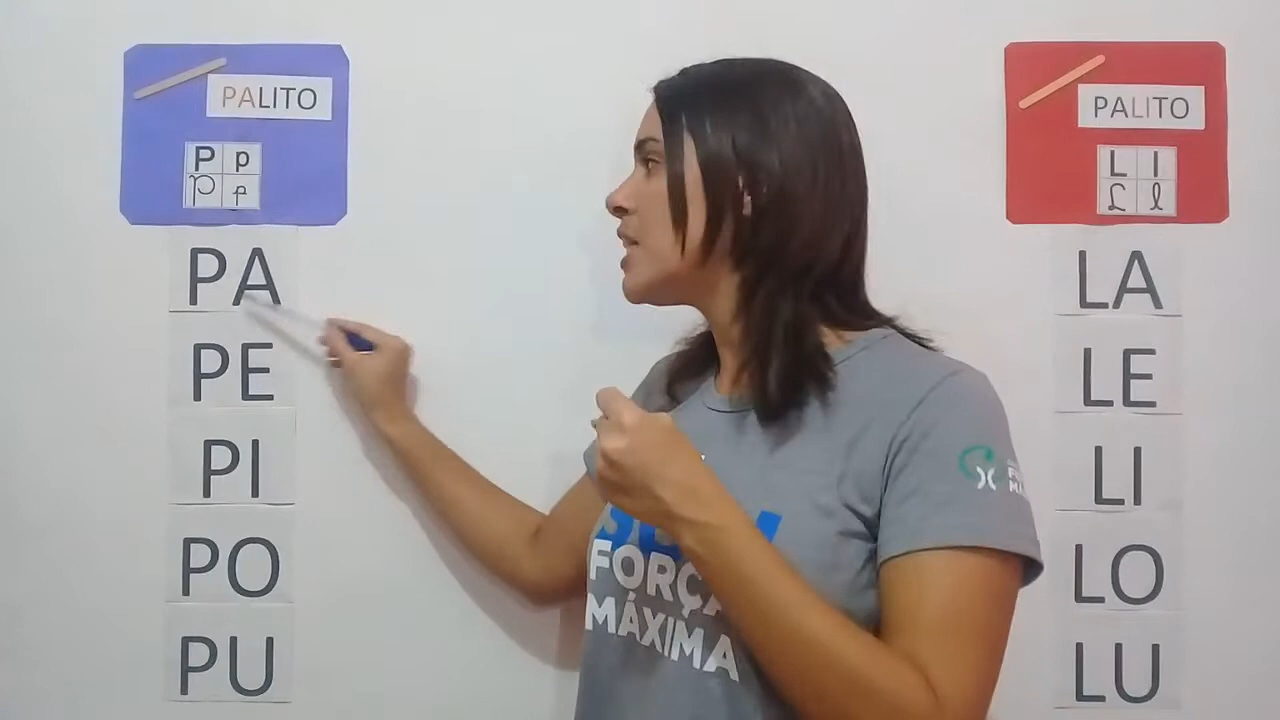 PALITO
P p
P p
PA
PE
PI
PO
PU
PALITO
L l
L l
LA
LE
LI
LO
LU
FORÇA
MÁXIMA